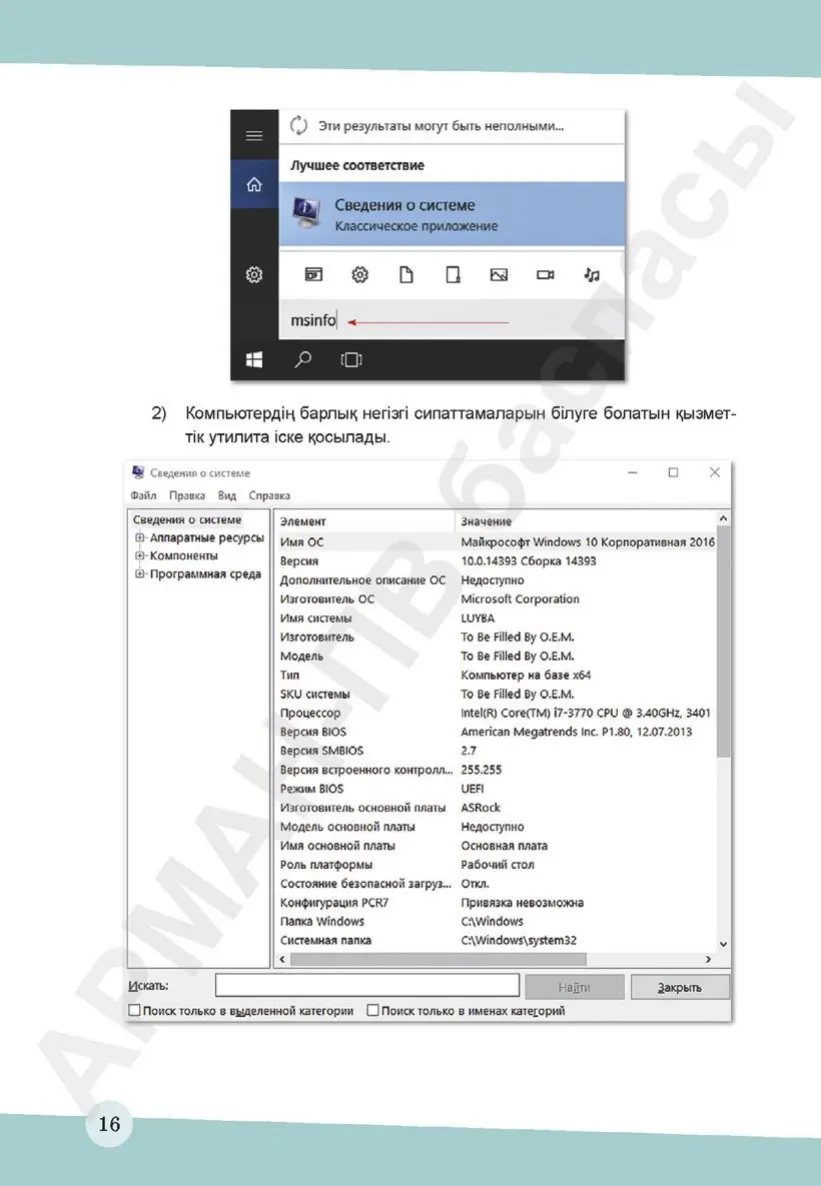 Эти результаты могут быть неполными...
Лучшее соответствие
Сведения о системе
Классическое приложение
msinfo
2) Компьютердің барлық негізгі сипаттамаларын білуге болатын қызмет-
тік утилита іске қосылады.
Сведения о системе
Файл Правка Вид Справка
Сведения о системе
Аппаратные ресурсы
Компоненты
Программная среда
Элемент Значение
Имя ОС Майкрософт Windows 10 Корпоративная 2016
Версия 10.0.14393 Сборка 14393
Дополнительное описание ОС Недоступно
Изготовитель ОС Microsoft Corporation
Имя системы LUYBA
Изготовитель To Be Filled By O.E.M.
Модель To Be Filled By O.E.M.
Тип Компьютер на базе x64
SKU системы To Be Filled By O.E.M.
Процессор Intel(R) Core(TM) i7-3770 CPU @ 3.40GHz, 3401
Версия BIOS American Megatrends Inc. P1.80, 12.07.2013
Версия SMBIOS 2.7
Версия встроенного контролл... 255.255
Режим BIOS UEFI
Изготовитель основной платы ASRock
Модель основной платы Недоступно
Имя основной платы Основная плата
Роль платформы Рабочий стол
Состояние безопасной загруз... Откл.
Конфигурация PCR7 Привязка невозможна
Папка Windows C:\Windows
Системная папка C:\Windows\system32
Искать: Найти Закрыть
Поиск только в выделенной категории Поиск только в именах категорий
16
АРМАН-ПВ баспасы